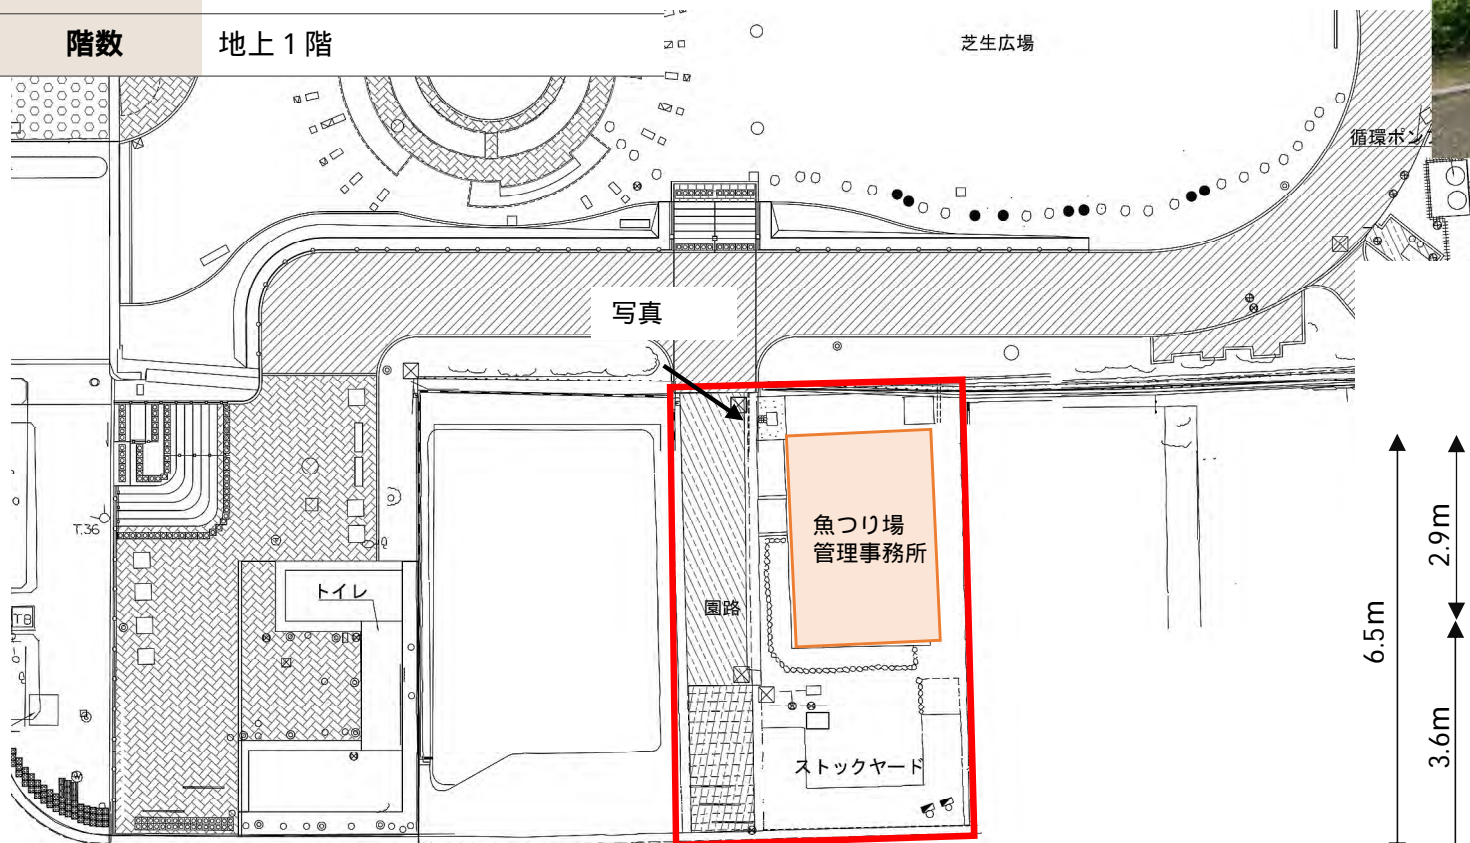 階数
地上1階
芝生広場
循環ポン
写真
T.36
トイレ
魚つり場
管理事務所
園路
ストックヤード
2.9m
6.5m
3.6m